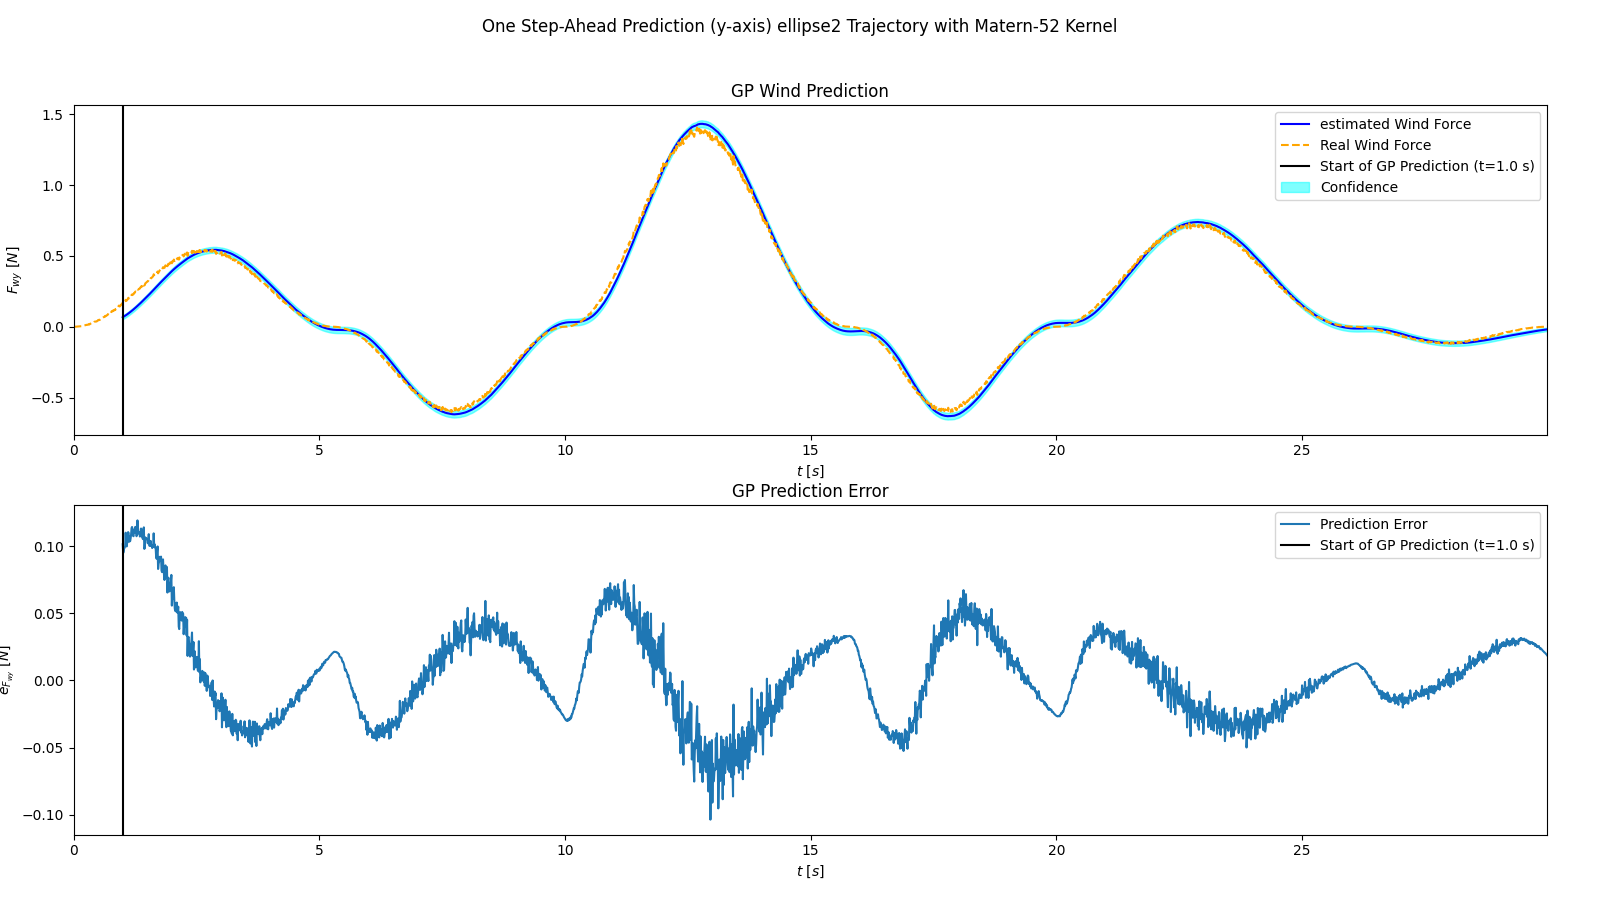 One Step-Ahead Prediction (y-axis) ellipse2 Trajectory with Matern-52 Kernel
GP Wind Prediction
1.5
1.0
0.5
0.0
−0.5
F_wy [N]
estimated Wind Force
Real Wind Force
Start of GP Prediction (t=1.0 s)
Confidence
0 5 10 15 20 25
t [s]
GP Prediction Error
0.10
0.05
0.00
−0.05
−0.10
e_F_wy [N]
Prediction Error
Start of GP Prediction (t=1.0 s)
0 5 10 15 20 25
t [s]